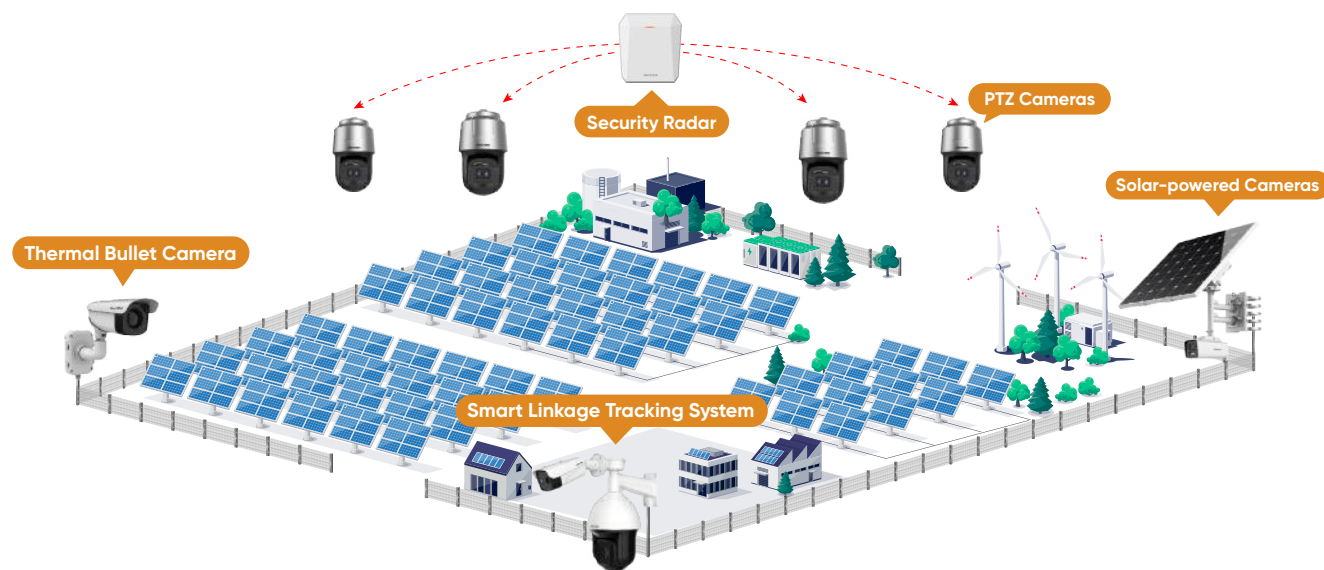 Security Radar
PTZ Cameras
Solar-powered Cameras
Thermal Bullet Camera
Smart Linkage Tracking System